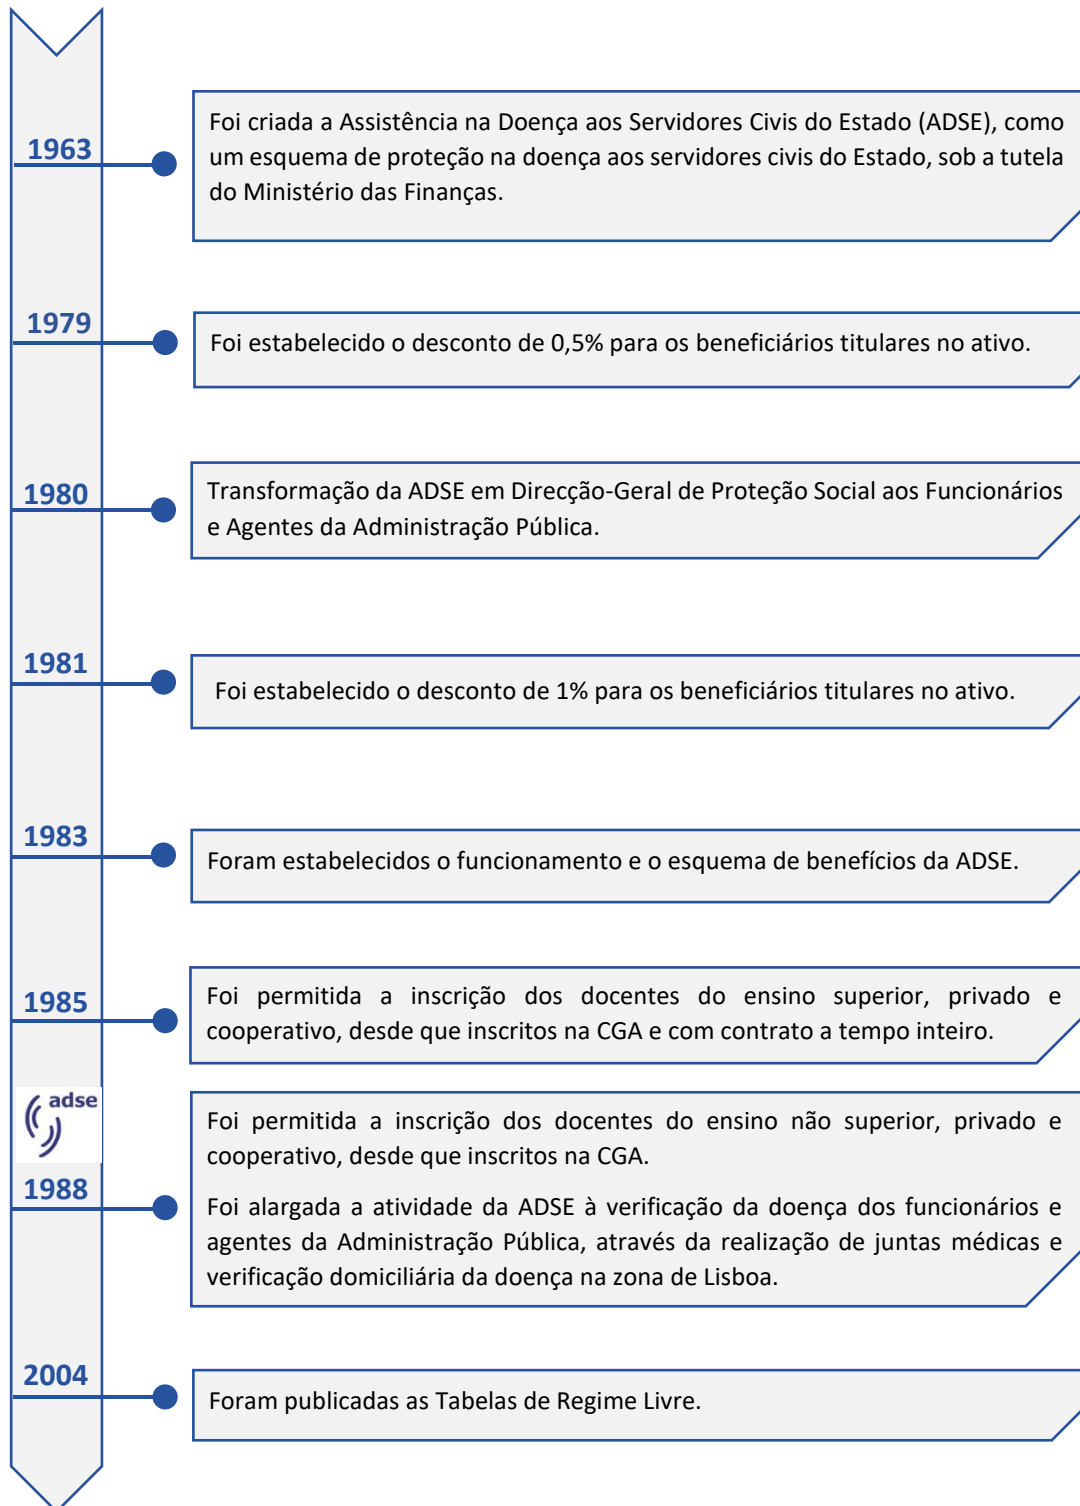 1963
Foi criada a Assistência na Doença aos Servidores Civis do Estado (ADSE), como
um esquema de proteção na doença aos servidores civis do Estado, sob a tutela
do Ministério das Finanças.
1979
Foi estabelecido o desconto de 0,5% para os beneficiários titulares no ativo.
1980
Transformação da ADSE em Direcção-Geral de Proteção Social aos Funcionários
e Agentes da Administração Pública.
1981
Foi estabelecido o desconto de 1% para os beneficiários titulares no ativo.
1983
Foram estabelecidos o funcionamento e o esquema de benefícios da ADSE.
1985
Foi permitida a inscrição dos docentes do ensino superior, privado e
cooperativo, desde que inscritos na CGA e com contrato a tempo inteiro.
adse
1988
Foi permitida a inscrição dos docentes do ensino não superior, privado e
cooperativo, desde que inscritos na CGA.
Foi alargada a atividade da ADSE à verificação da doença dos funcionários e
agentes da Administração Pública, através da realização de juntas médicas e
verificação domiciliária da doença na zona de Lisboa.
2004
Foram publicadas as Tabelas de Regime Livre.